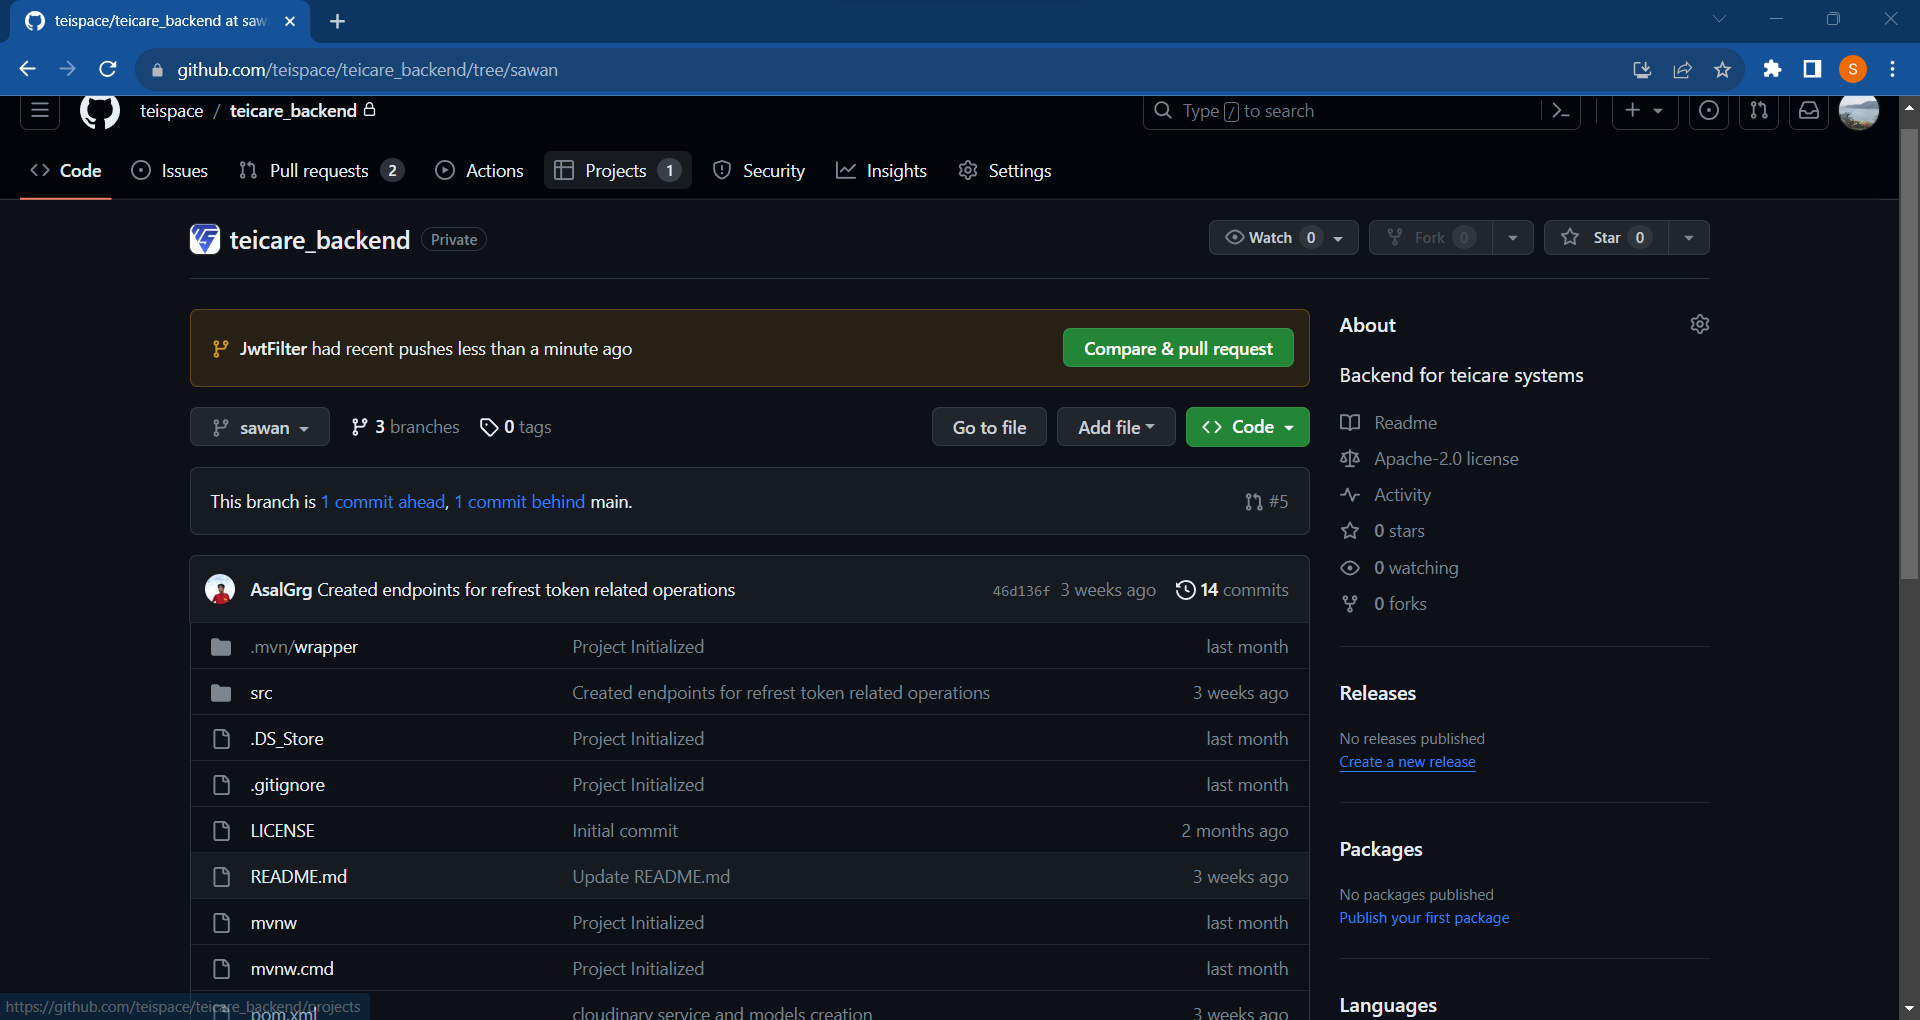 teispace/teicare_backend at saw
github.com/teispace/teicare_backend/tree/sawan
S
teispace / teicare_backend
Type / to search
Code Issues Pull requests 2 Actions Projects 1 Security Insights Settings
teicare_backend Private
Watch 0 Fork 0 Star 0
JwtFilter had recent pushes less than a minute ago
Compare & pull request
sawan 3 branches 0 tags
Go to file Add file Code
This branch is 1 commit ahead, 1 commit behind main.
#5
AsalGrg Created endpoints for refrest token related operations 46d136f 3 weeks ago 14 commits
.mvn/wrapper Project Initialized last month
src Created endpoints for refrest token related operations 3 weeks ago
.DS_Store Project Initialized last month
.gitignore Project Initialized last month
LICENSE Initial commit 2 months ago
README.md Update README.md 3 weeks ago
mvnw Project Initialized last month
mvnw.cmd Project Initialized last month
pom.xml cloudinary service and models creation 3 weeks ago
About
Backend for teicare systems
Readme
Apache-2.0 license
Activity
0 stars
0 watching
0 forks
Releases
No releases published
Create a new release
Packages
No packages published
Publish your first package
Languages
https://github.com/teispace/teicare_backend/projects